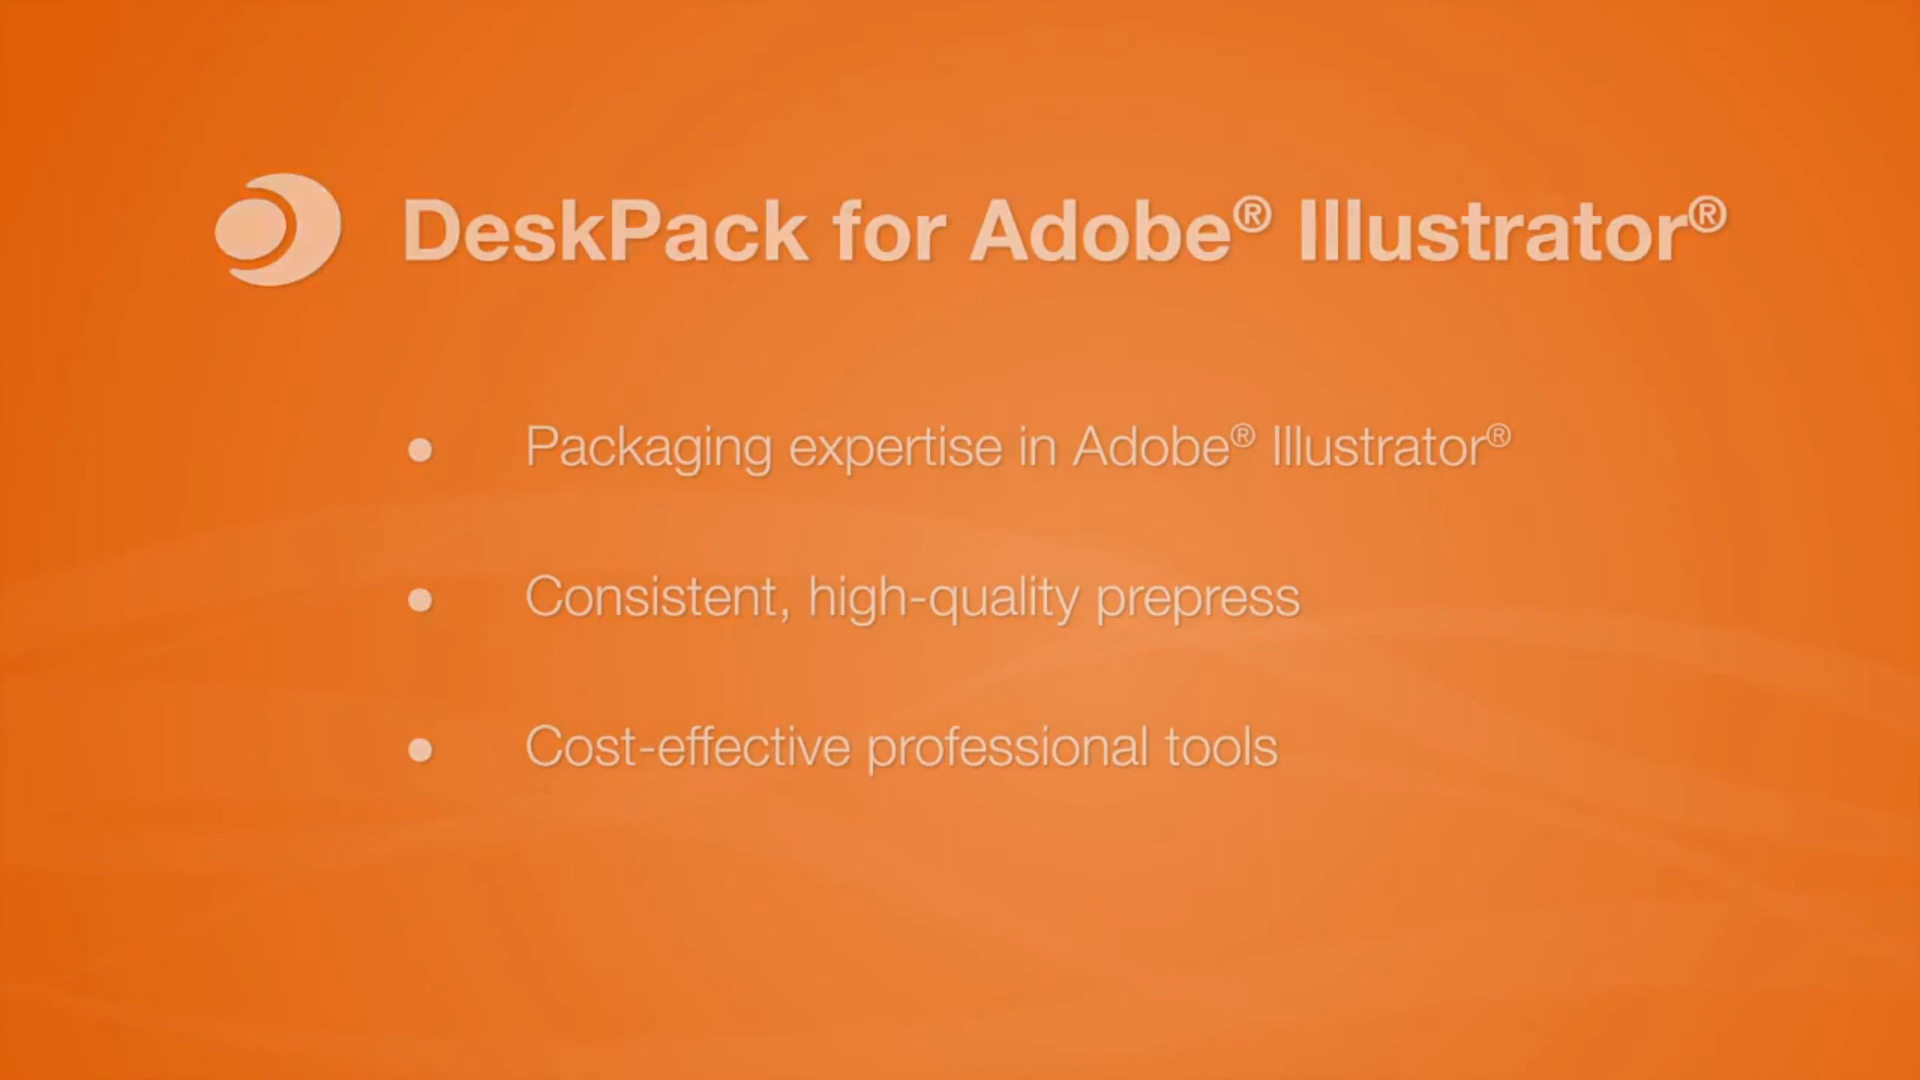 DeskPack for Adobe® Illustrator®
• Packaging expertise in Adobe® Illustrator®
• Consistent, high-quality prepress
• Cost-effective professional tools